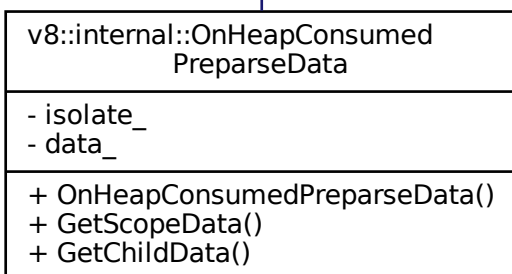 v8::internal::OnHeapConsumed
PreparseData
- isolate_
- data_
+ OnHeapConsumedPreparseData()
+ GetScopeData()
+ GetChildData()